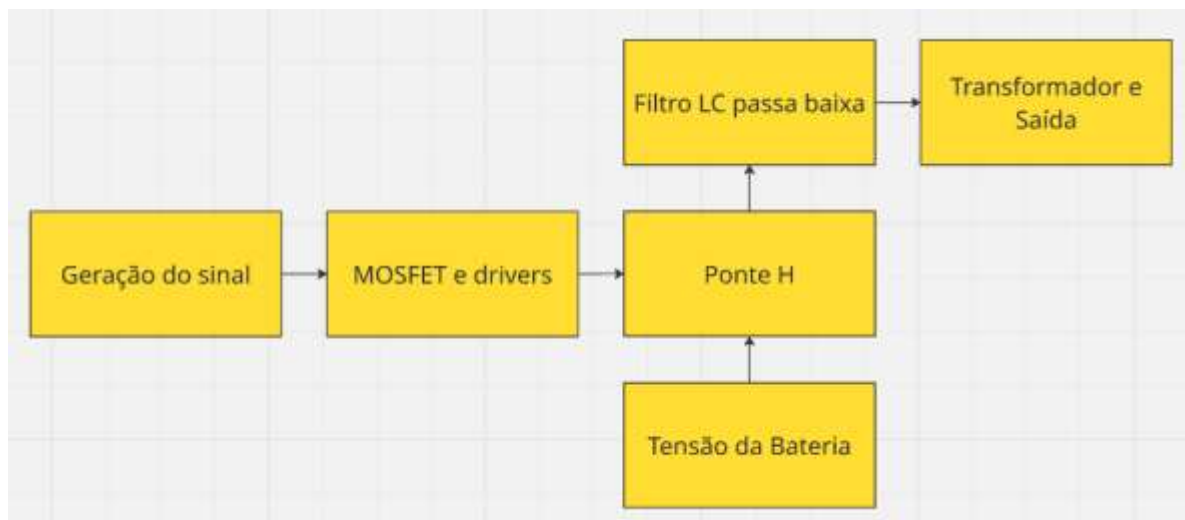 Filtro LC passa baixa
Transformador e
Saída
Geração do sinal
MOSFET e drivers
Ponte H
Tensão da Bateria